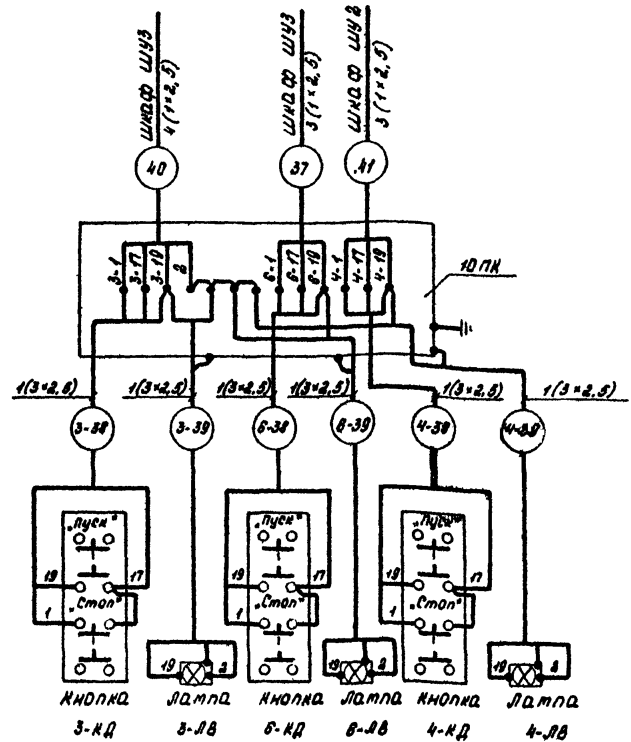 шкаф ШУ3
4(1×2,5)
шкаф ШУ3
3(1×2,5)
шкаф ШУ2
3(1×2,5)
40
37
41
3-1
3-17
3-19
2
6-1
6-17
6-19
4-1
4-17
4-19
10ПК
1(3×2,5)
1(3×2,5)
1(3×2,5)
1(3×2,5)
1(3×2,5)
1(3×2,5)
3-38
3-39
6-38
6-39
4-38
4-39
„Пуск“
„Пуск“
„Пуск“
19
17
19
17
19
17
„Стоп“
„Стоп“
„Стоп“
1
1
1
19
2
19
2
19
2
Кнопка
Лампа
Кнопка
Лампа
Кнопка
Лампа
3-КД
3-ЛВ
6-КД
6-ЛВ
4-КД
4-ЛВ